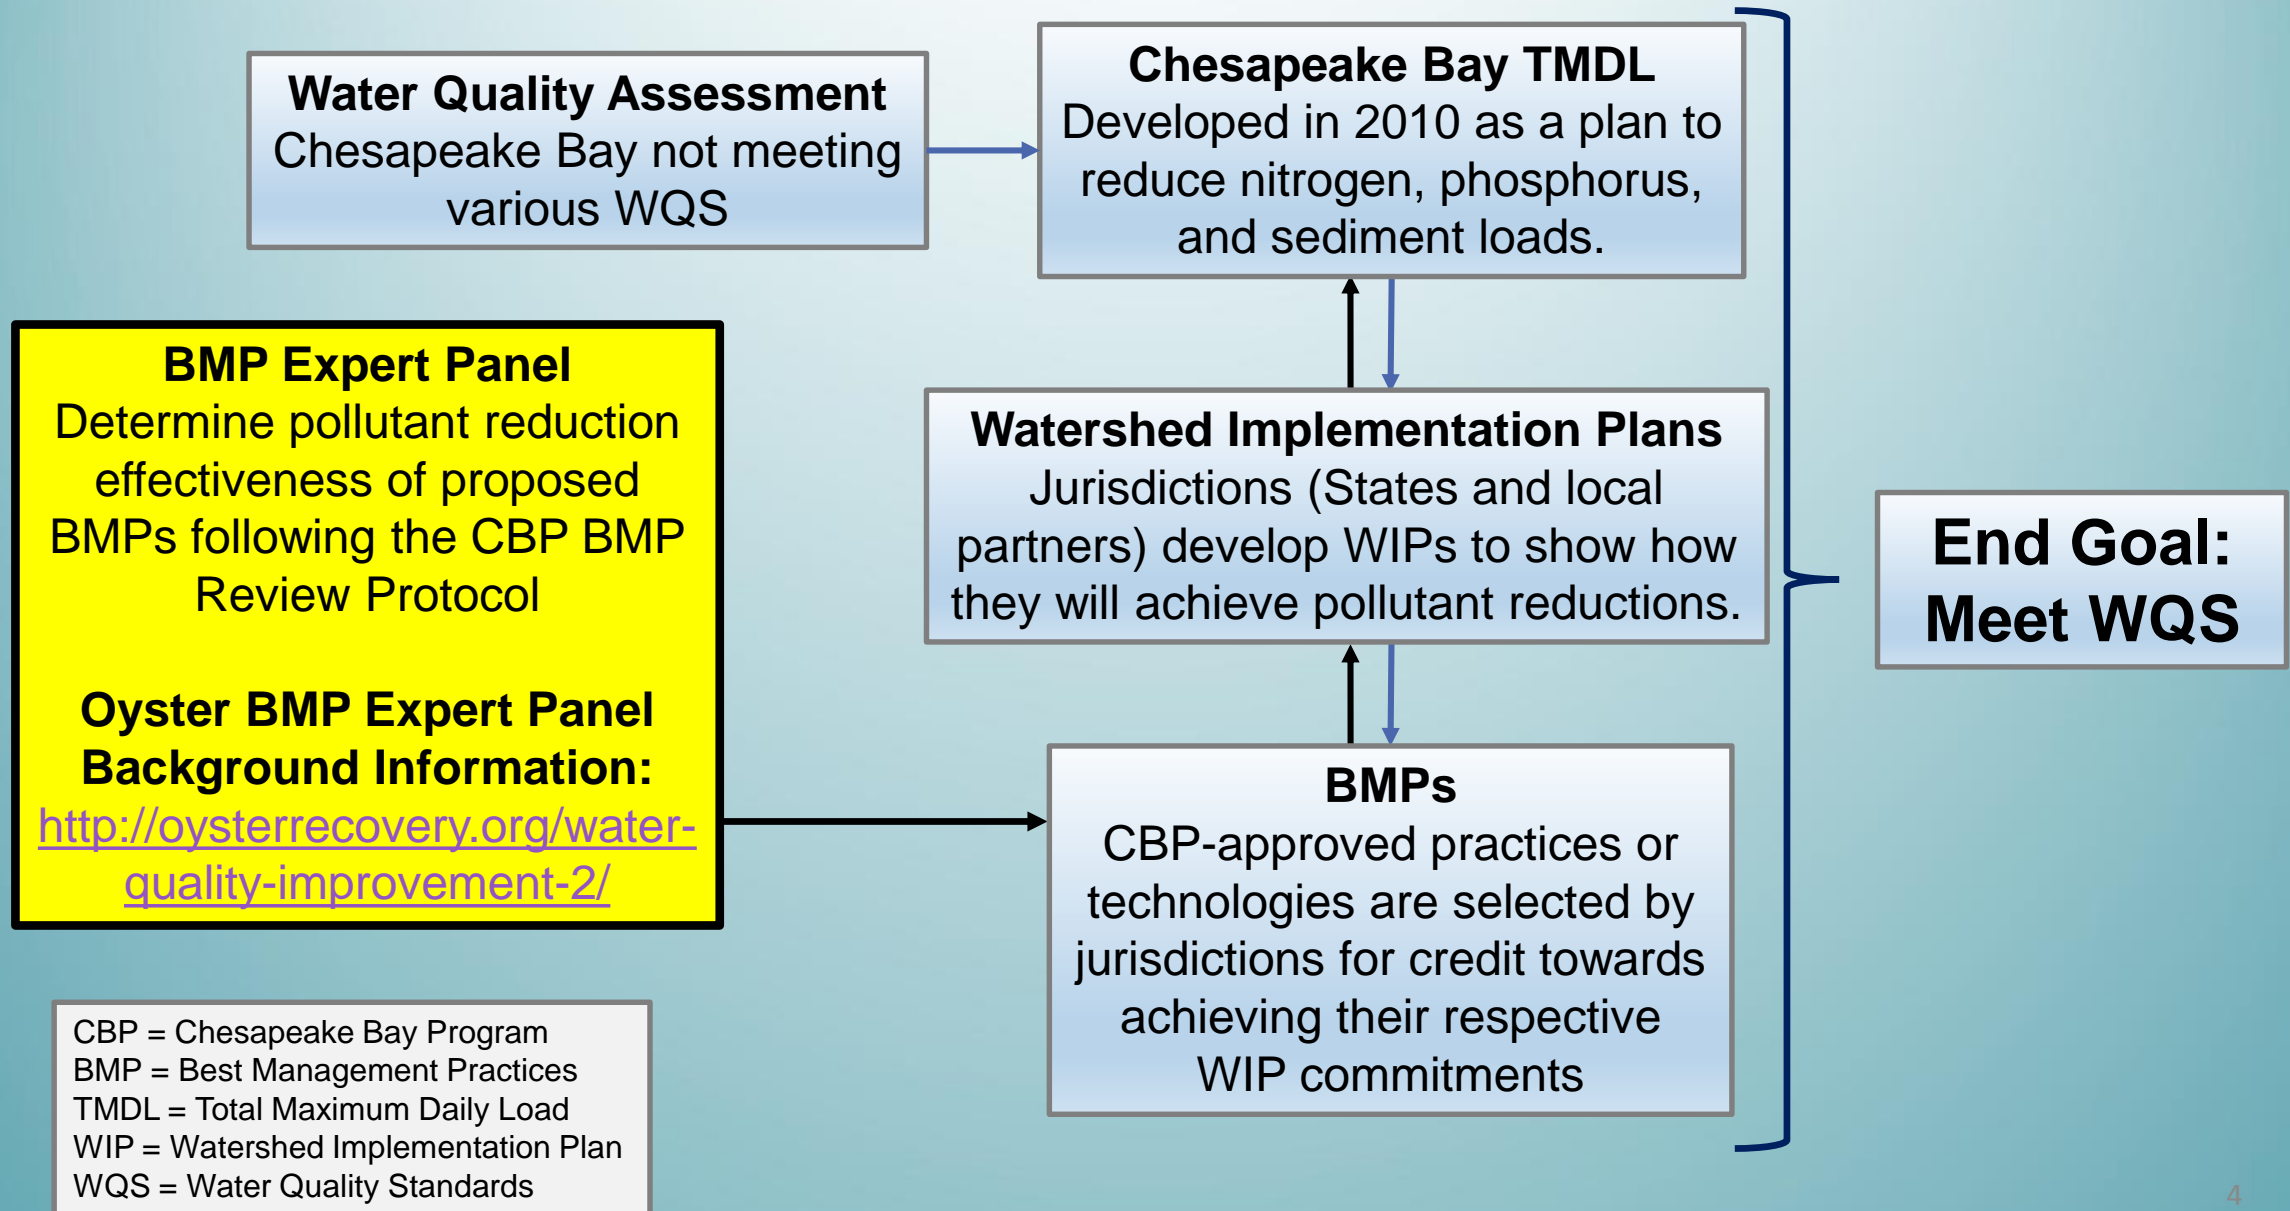 Water Quality Assessment
Chesapeake Bay not meeting
various WQS
Chesapeake Bay TMDL
Developed in 2010 as a plan to
reduce nitrogen, phosphorus,
and sediment loads.
BMP Expert Panel
Determine pollutant reduction
effectiveness of proposed
BMPs following the CBP BMP
Review Protocol
Oyster BMP Expert Panel
Background Information:
http://oysterrecovery.org/water-
quality-improvement-2/
Watershed Implementation Plans
Jurisdictions (States and local
partners) develop WIPs to show how
they will achieve pollutant reductions.
End Goal:
Meet WQS
BMPs
CBP-approved practices or
technologies are selected by
jurisdictions for credit towards
achieving their respective
WIP commitments
CBP = Chesapeake Bay Program
BMP = Best Management Practices
TMDL = Total Maximum Daily Load
WIP = Watershed Implementation Plan
WQS = Water Quality Standards
4